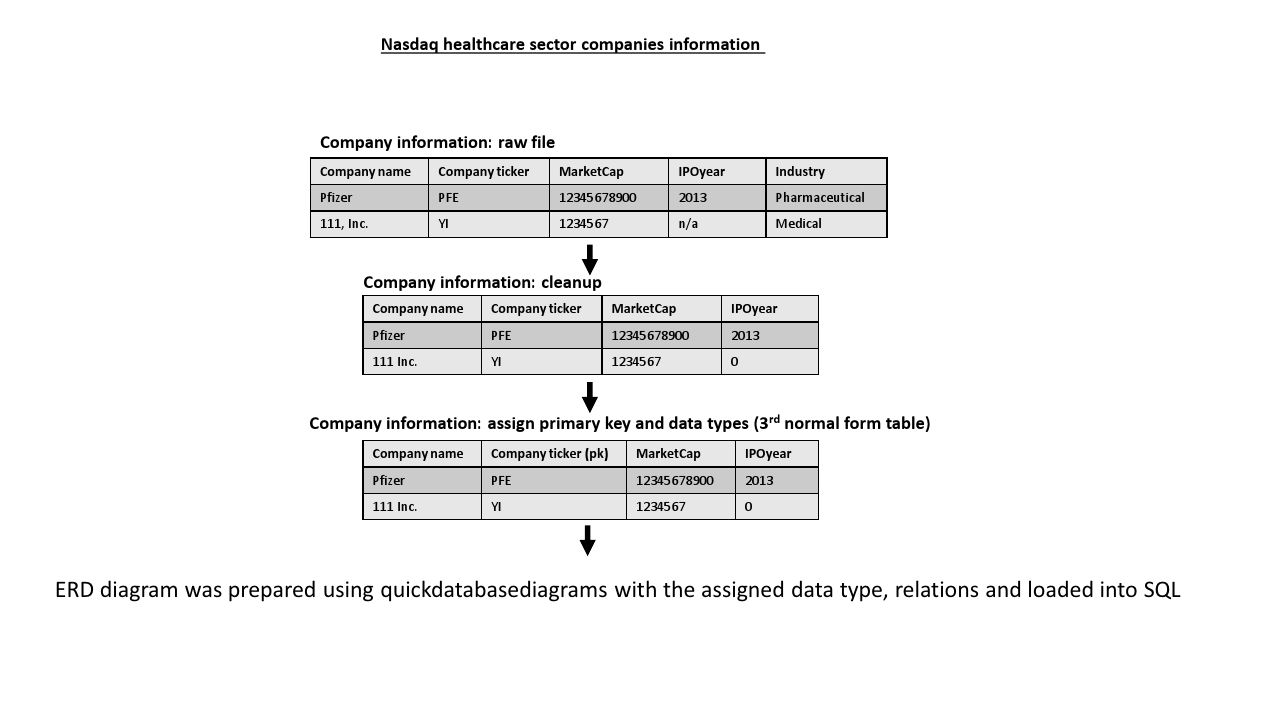 Nasdaq healthcare sector companies information
Company information: raw file
Company name Company ticker MarketCap IPOyear Industry
Pfizer PFE 12345678900 2013 Pharmaceutical
111, Inc. YI 1234567 n/a Medical
Company information: cleanup
Company name Company ticker MarketCap IPOyear
Pfizer PFE 12345678900 2013
111 Inc. YI 1234567 0
Company information: assign primary key and data types (3rd normal form table)
Company name Company ticker (pk) MarketCap IPOyear
Pfizer PFE 12345678900 2013
111 Inc. YI 1234567 0
ERD diagram was prepared using quickdatabasediagrams with the assigned data type, relations and loaded into SQL